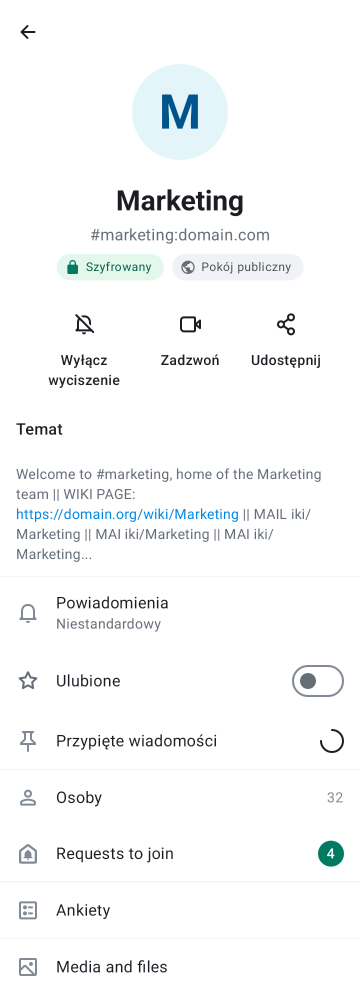 M
Marketing
#marketing:domain.com
Szyfrowany
Pokój publiczny
Wyłącz
wyciszenie
Zadzwoń
Udostępnij
Temat
Welcome to #marketing, home of the Marketing
team || WIKI PAGE:
https://domain.org/wiki/Marketing || MAIL iki/
Marketing || MAI iki/Marketing || MAI iki/
Marketing...
Powiadomienia
Niestandardowy
Ulubione
Przypięte wiadomości
Osoby 32
Requests to join 4
Ankiety
Media and files